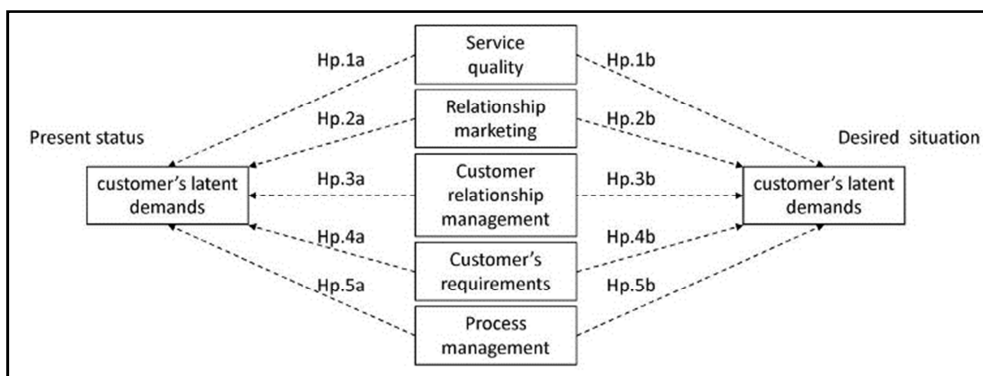 Service
quality
Hp.1a
Hp.1b
Relationship
marketing
Hp.2a
Hp.2b
Present status
Desired situation
customer's latent
demands
Customer
relationship
management
Hp.3a
Hp.3b
customer's latent
demands
Hp.4a
Hp.4b
Customer's
requirements
Hp.5a
Hp.5b
Process
management